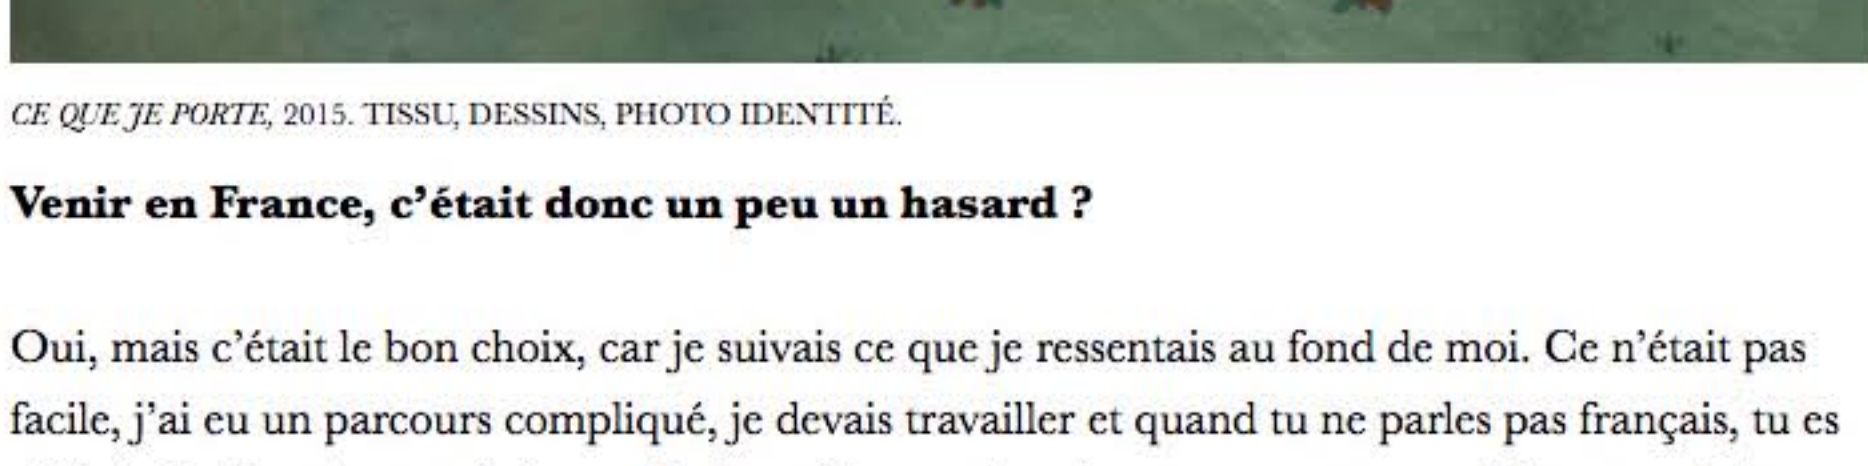 CE QUE JE PORTE, 2015. TISSU, DESSINS, PHOTO IDENTITÉ.
Venir en France, c’était donc un peu un hasard ?
Oui, mais c’était le bon choix, car je suivais ce que je ressentais au fond de moi. Ce n’était pas
facile, j’ai eu un parcours compliqué, je devais travailler et quand tu ne parles pas français, tu es